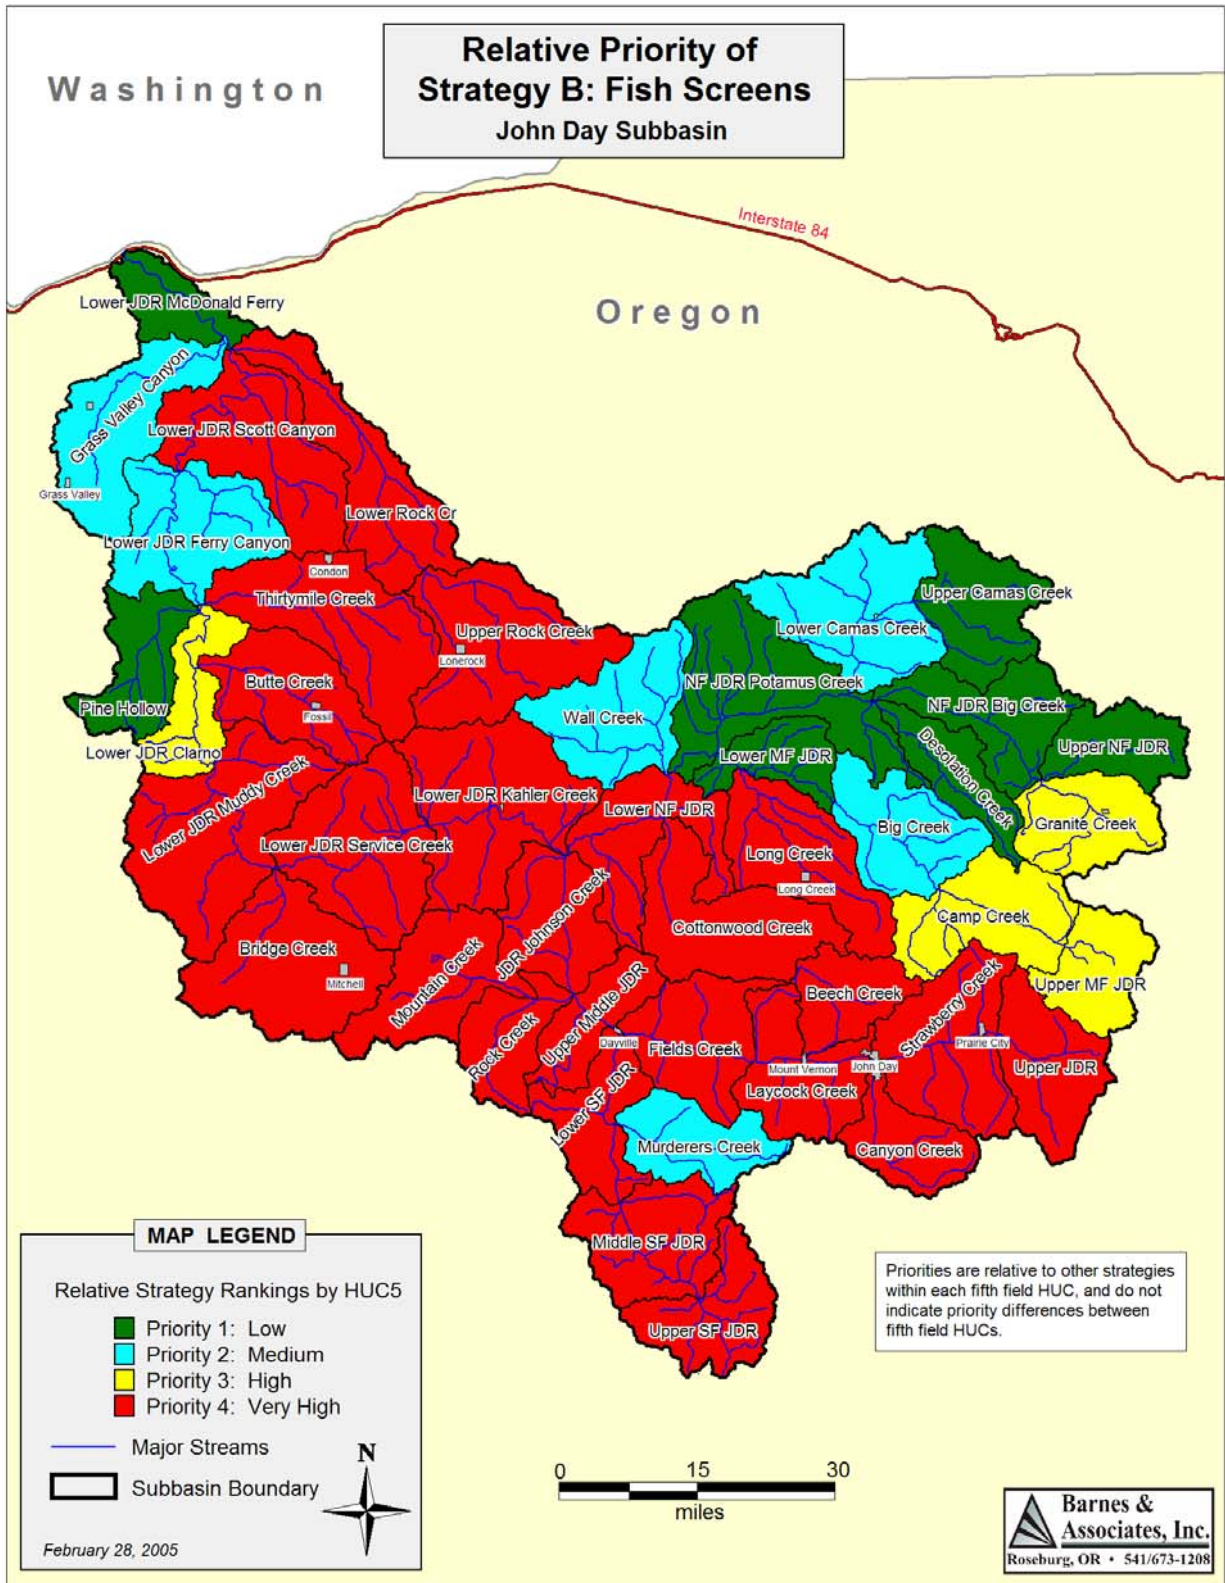 Relative Priority of
Strategy B: Fish Screens
John Day Subbasin
Washington
Interstate 84
Oregon
Lower JDR McDonald Ferry
Grass Valley Canyon
Lower JDR Scott Canyon
Grass Valley
Lower Rock Cr
Lower JDR Ferry Canyon
Condon
Thirtymile Creek
Upper Camas Creek
Upper Rock Creek
Lower Camas Creek
Lonerock
Butte Creek
NF JDR Potamus Creek
Pine Hollow
Fossil
Wall Creek
NF JDR Big Creek
Lower JDR Clarno
Lower MF JDR
Desolation Creek
Upper NF JDR
Lower JDR Muddy Creek
Lower JDR Kahler Creek
Lower NF JDR
Big Creek
Granite Creek
Lower JDR Service Creek
Long Creek
Long Creek
Camp Creek
Cottonwood Creek
JDR Johnson Creek
Bridge Creek
Mitchell
Mountain Creek
Upper Middle JDR
Beech Creek
Strawberry Creek
Upper MF JDR
Rock Creek
Dayville
Fields Creek
Prairie City
Mount Vernon
John Day
Upper JDR
Laycock Creek
Lower SF JDR
Murderers Creek
Canyon Creek
Middle SF JDR
Upper SF JDR
MAP LEGEND
Relative Strategy Rankings by HUC5
Priority 1: Low
Priority 2: Medium
Priority 3: High
Priority 4: Very High
Major Streams
Subbasin Boundary
N
February 28, 2005
Priorities are relative to other strategies
within each fifth field HUC, and do not
indicate priority differences between
fifth field HUCs.
0 15 30
miles
Barnes &
Associates, Inc.
Roseburg, OR • 541/673-1208